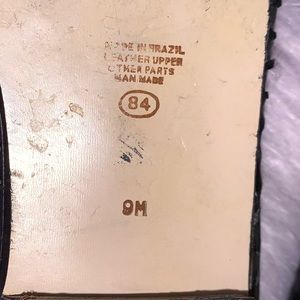 MADE IN BRAZIL
LEATHER UPPER
OTHER PARTS
MAN MADE
84
9M